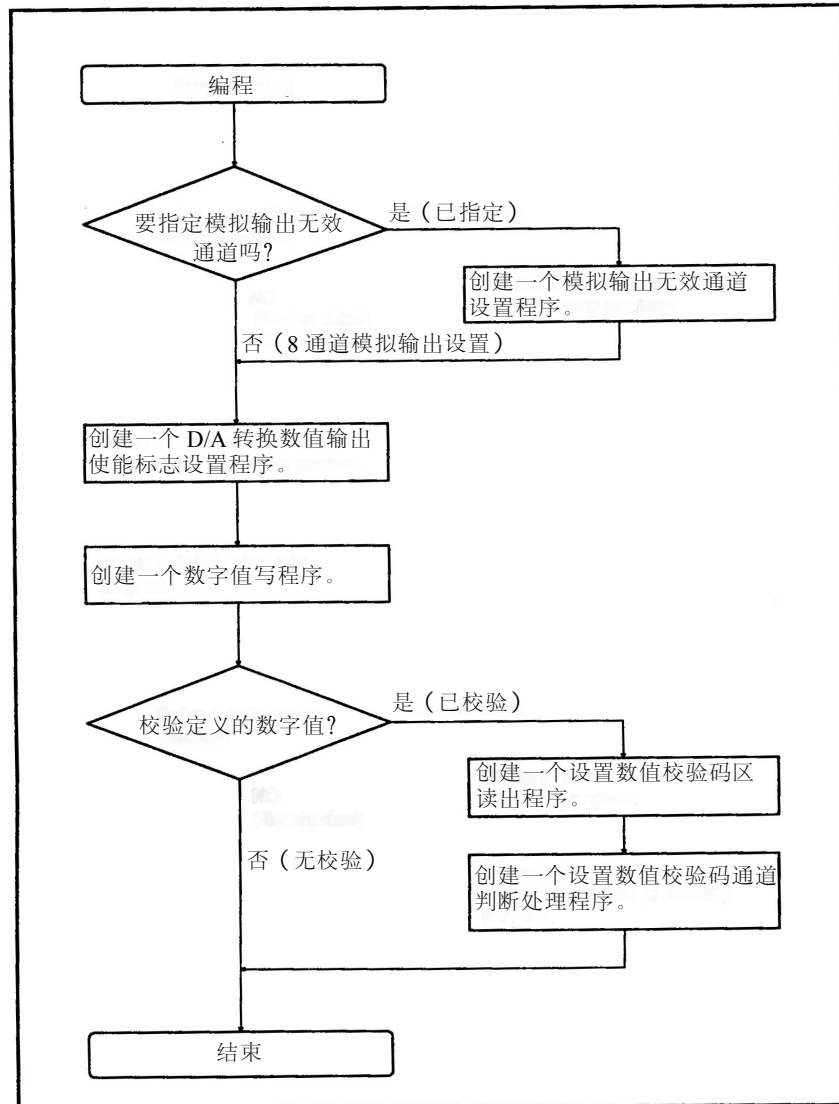 编程
要指定模拟输出无效
通道吗?
是（已指定）
创建一个模拟输出无效通道
设置程序。
否（8 通道模拟输出设置）
创建一个 D/A 转换数值输出
使能标志设置程序。
创建一个数字值写程序。
校验定义的数字值?
是（已校验）
创建一个设置数值校验码区
读出程序。
否（无校验）
创建一个设置数值校验码通道
判断处理程序。
结束